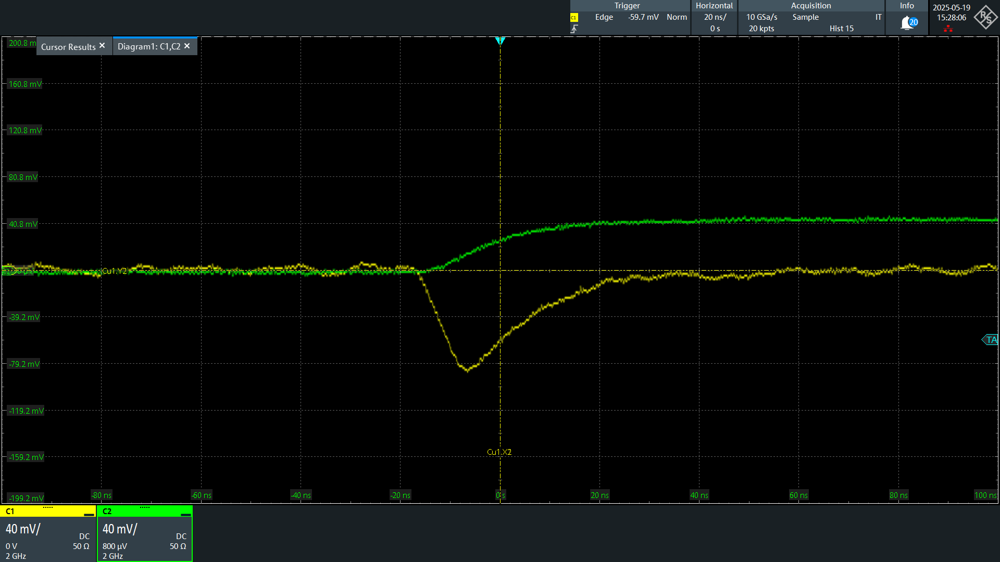 Trigger
C1
Edge
-59.7 mV
Norm
Horizontal
20 ns/
0 s
Acquisition
10 GSa/s
Sample
IT
20 kpts
Hist 15
Info
20
2025-05-19
15:28:06
R S
200.8 m
Cursor Results
Diagram1: C1,C2
160.8 mV
120.8 mV
80.8 mV
40.8 mV
Cu1.Y2
-39.2 mV
TA
-79.2 mV
-119.2 mV
Cu1.X2
-159.2 mV
-199.2 mV
-80 ns
-60 ns
-40 ns
-20 ns
0 s
20 ns
40 ns
60 ns
80 ns
100 ns
C1
40 mV/
DC
0 V
50 Ω
2 GHz
C2
40 mV/
DC
800 µV
50 Ω
2 GHz